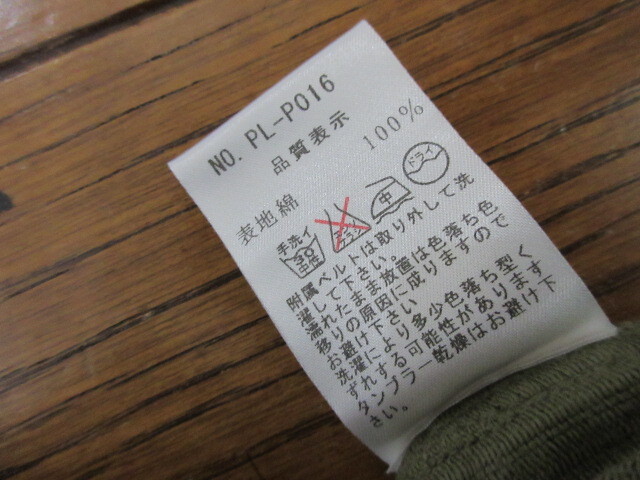 NO. PL-P016
品質表示
表地綿 100%
手洗イ 中 ドライ
附属ベルトは取り外して洗
濯して下さい。
濡れたまま放置は色落ち色
移りの原因に成りますので
お避け下さい
洗濯により多少色落ち型く
ずれする可能性があります
タンブラー乾燥はお避け下
さい。